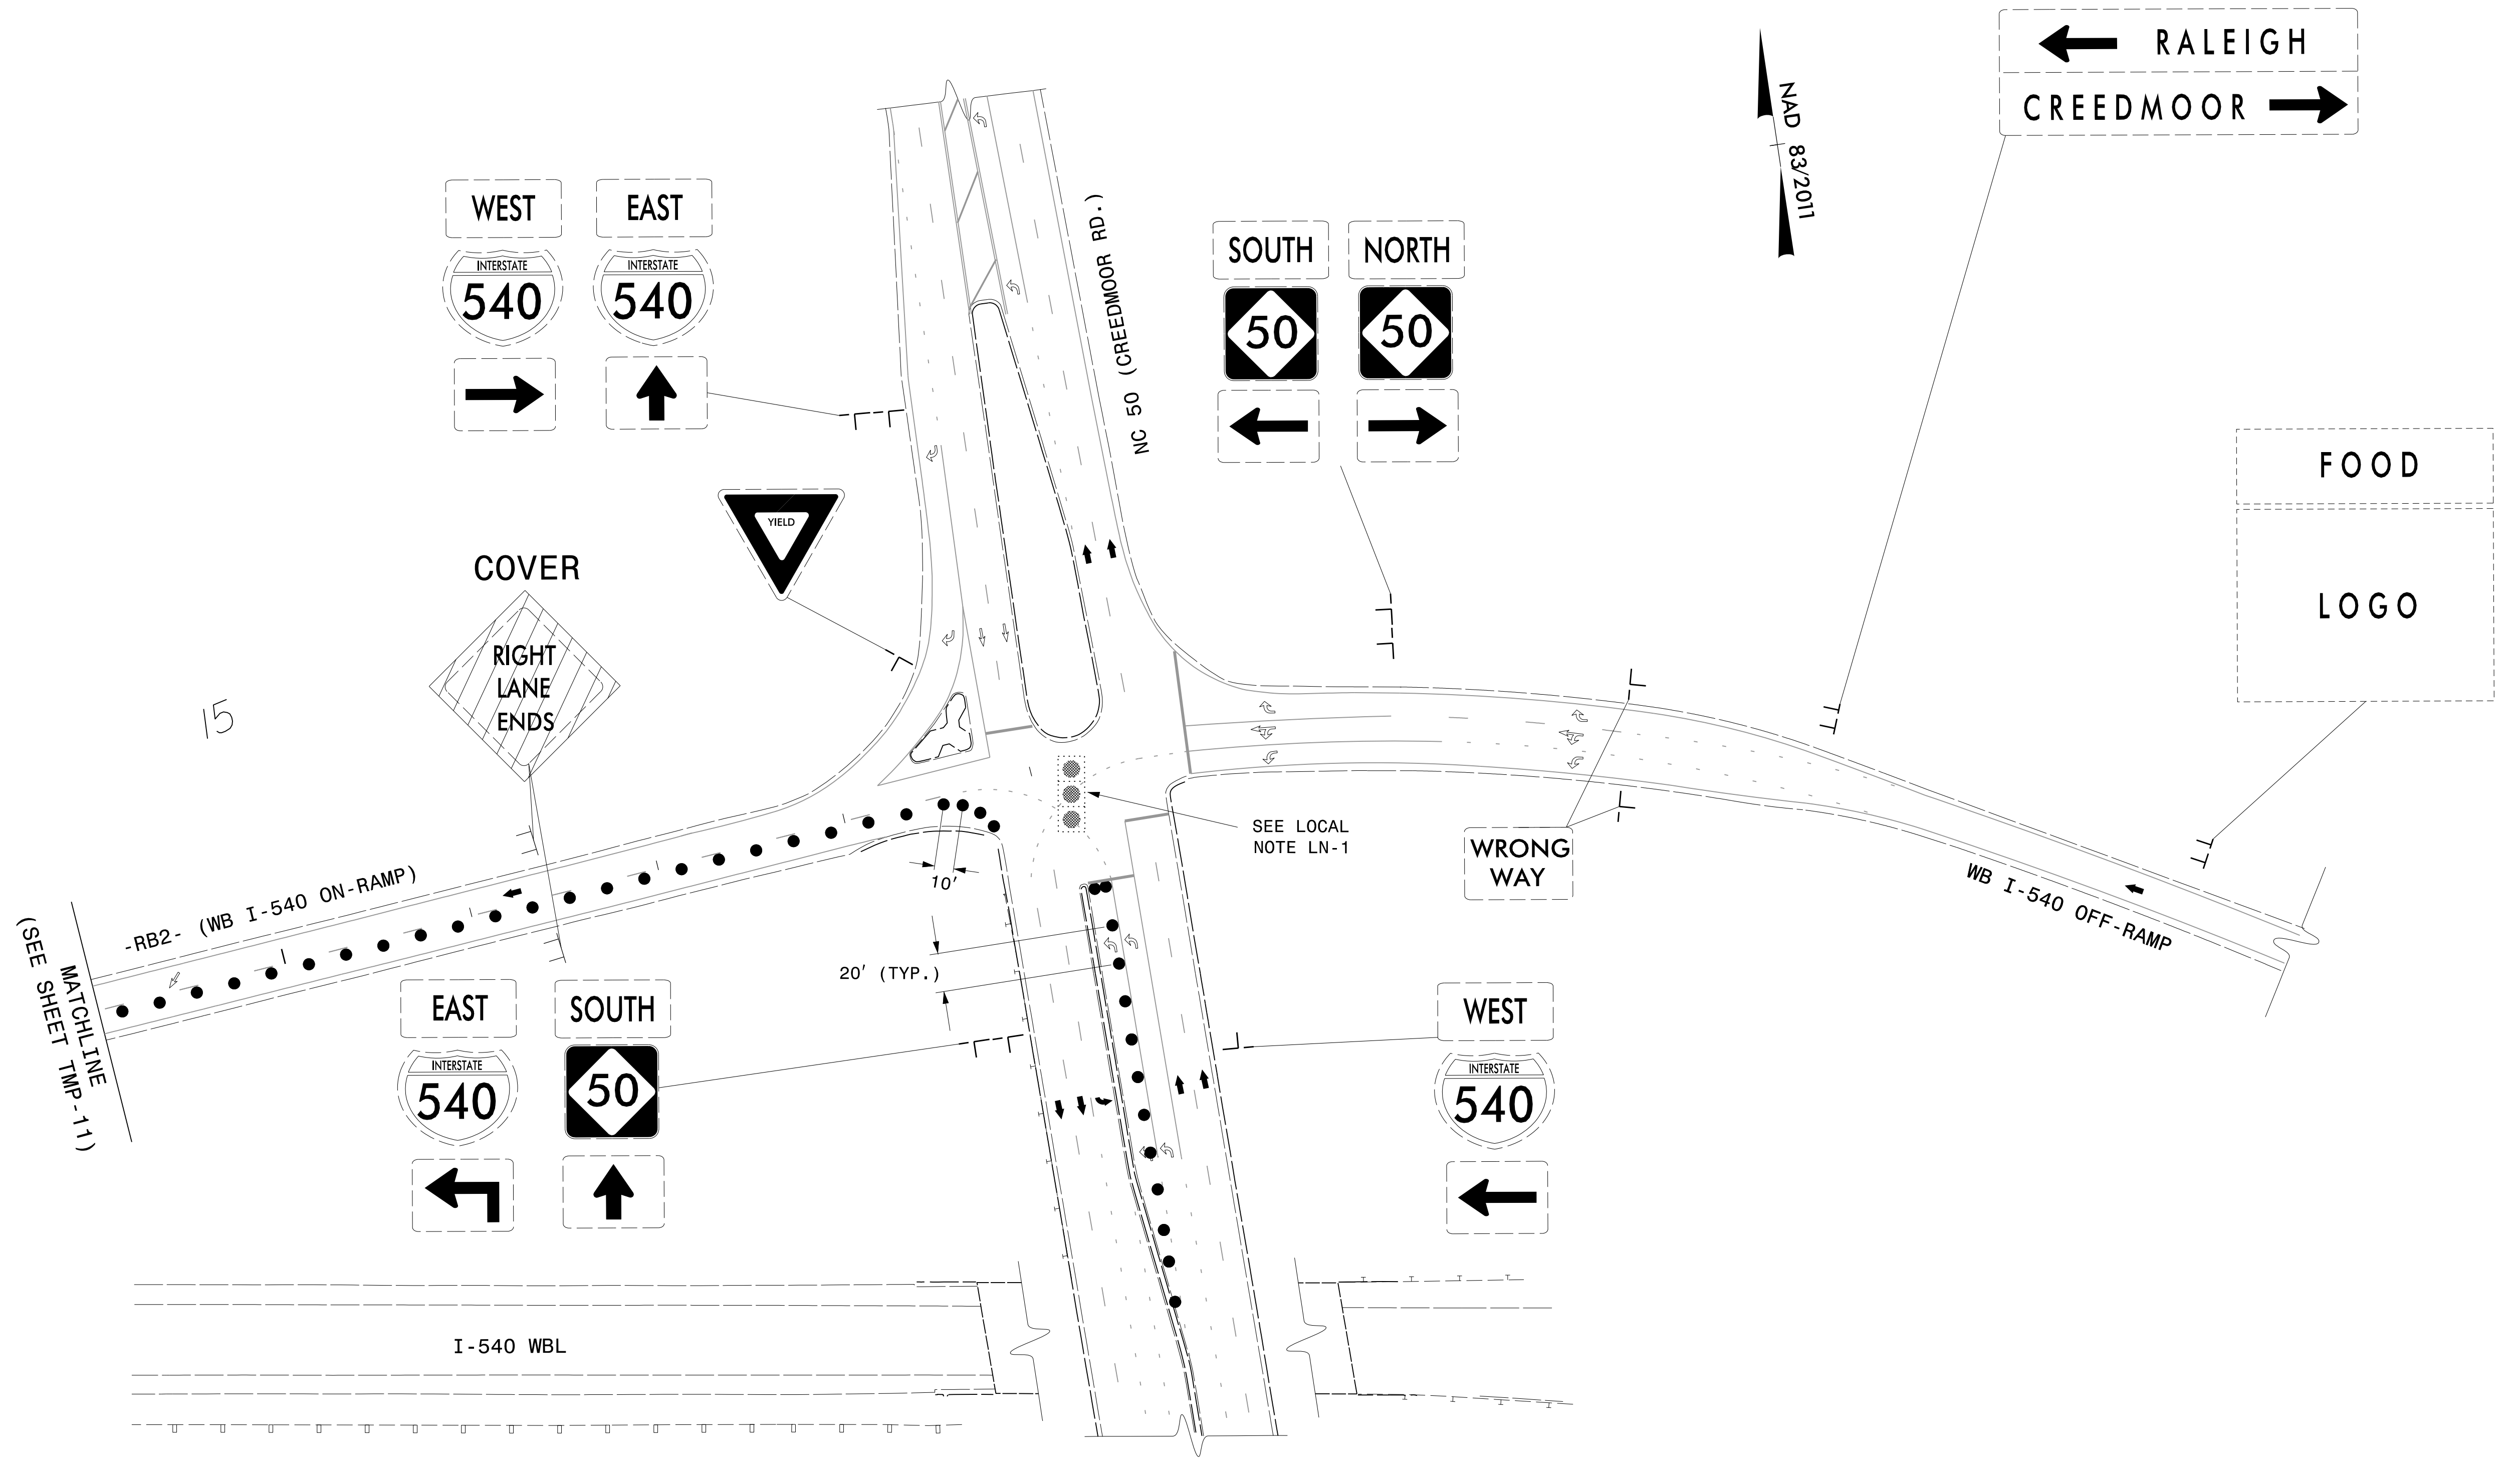 RALEIGH
CREEDMOOR
NAD 83/2011
WEST
INTERSTATE
540
EAST
INTERSTATE
540
NC 50 (CREEDMOOR RD.)
SOUTH
50
NORTH
50
FOOD
LOGO
YIELD
COVER
RIGHT
LANE
ENDS
15
SEE LOCAL
NOTE LN-1
WRONG
WAY
WB I-540 OFF-RAMP
10'
-RB2- (WB I-540 ON-RAMP)
MATCHLINE
(SEE SHEET TMP-11)
20' (TYP.)
EAST
INTERSTATE
540
SOUTH
50
WEST
INTERSTATE
540
I-540 WBL